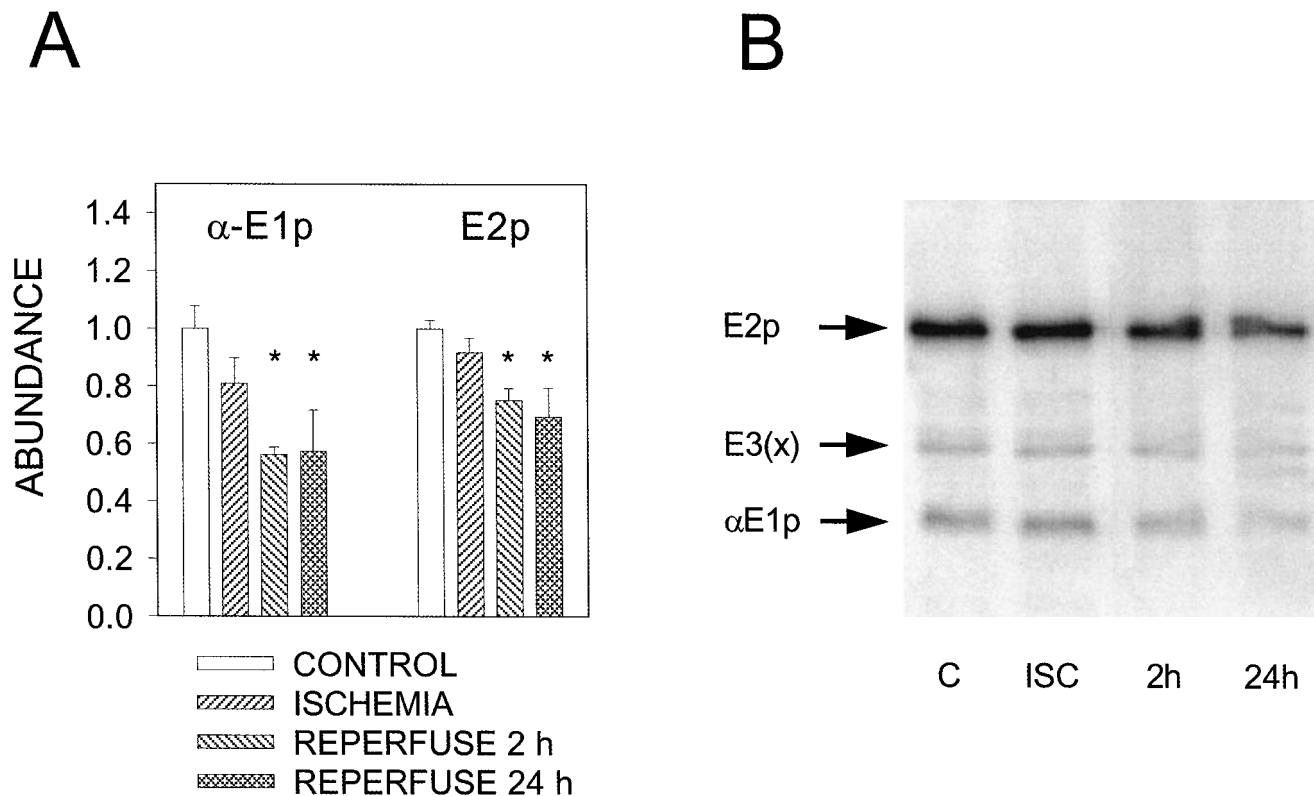 A
B
ABUNDANCE
1.4
1.2
1.0
0.8
0.6
0.4
0.2
0.0
α-E1p
E2p
* *
* *
CONTROL
ISCHEMIA
REPERFUSE 2 h
REPERFUSE 24 h
E2p
E3(x)
αE1p
C ISC 2h 24h